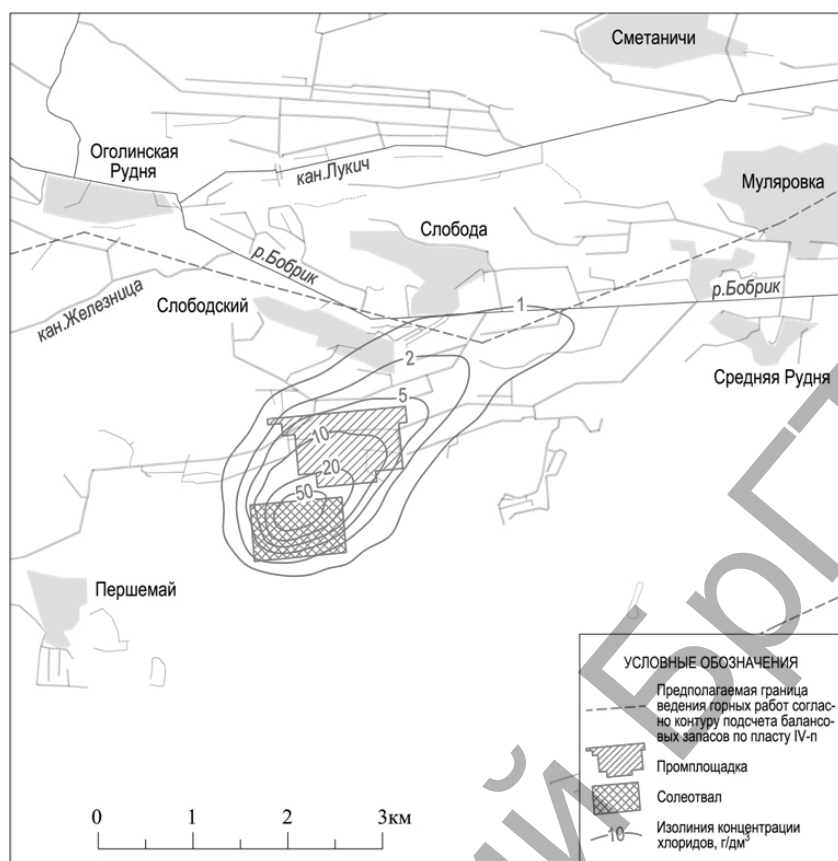 Сметаничи
Оголинская
Рудня
кан.Лукич
Муляровка
Слобода
р.Бобрик
р.Бобрик
кан.Железница
Слободский
1
2
Средняя Рудня
5
10
20
50
Першемай
УСЛОВНЫЕ ОБОЗНАЧЕНИЯ
Предполагаемая граница
ведения горных работ соглас-
но контуру подсчета балансо-
вых запасов по пласту IV-п
Промплощадка
Солеотвал
10
Изолиния концентрации
хлоридов, г/дм³
0 1 2 3км